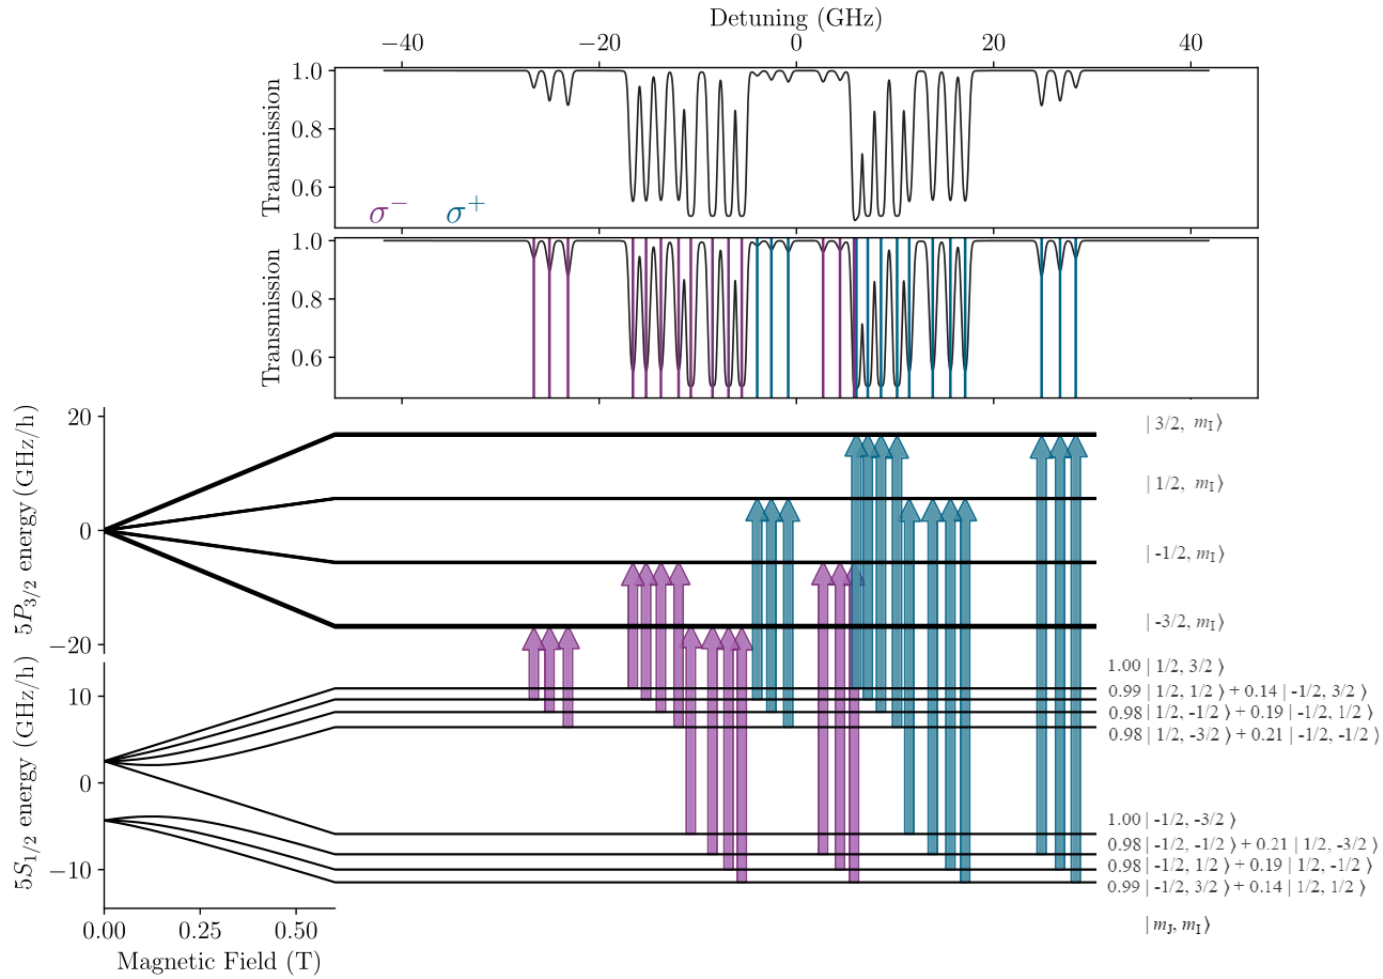 Detuning (GHz)
−40 −20 0 20 40
1.0
0.8
0.6
Transmission
σ− σ+
1.0
0.8
0.6
Transmission
20
0
−20
5P3/2 energy (GHz/h)
| 3/2, mI⟩
| 1/2, mI⟩
| -1/2, mI⟩
| -3/2, mI⟩
10
0
−10
5S1/2 energy (GHz/h)
1.00 | 1/2, 3/2 ⟩
0.99 | 1/2, 1/2 ⟩ + 0.14 | -1/2, 3/2 ⟩
0.98 | 1/2, -1/2 ⟩ + 0.19 | -1/2, 1/2 ⟩
0.98 | 1/2, -3/2 ⟩ + 0.21 | -1/2, -1/2 ⟩
1.00 | -1/2, -3/2 ⟩
0.98 | -1/2, -1/2 ⟩ + 0.21 | 1/2, -3/2 ⟩
0.98 | -1/2, 1/2 ⟩ + 0.19 | 1/2, -1/2 ⟩
0.99 | -1/2, 3/2 ⟩ + 0.14 | 1/2, 1/2 ⟩
| mJ, mI⟩
0.00 0.25 0.50
Magnetic Field (T)